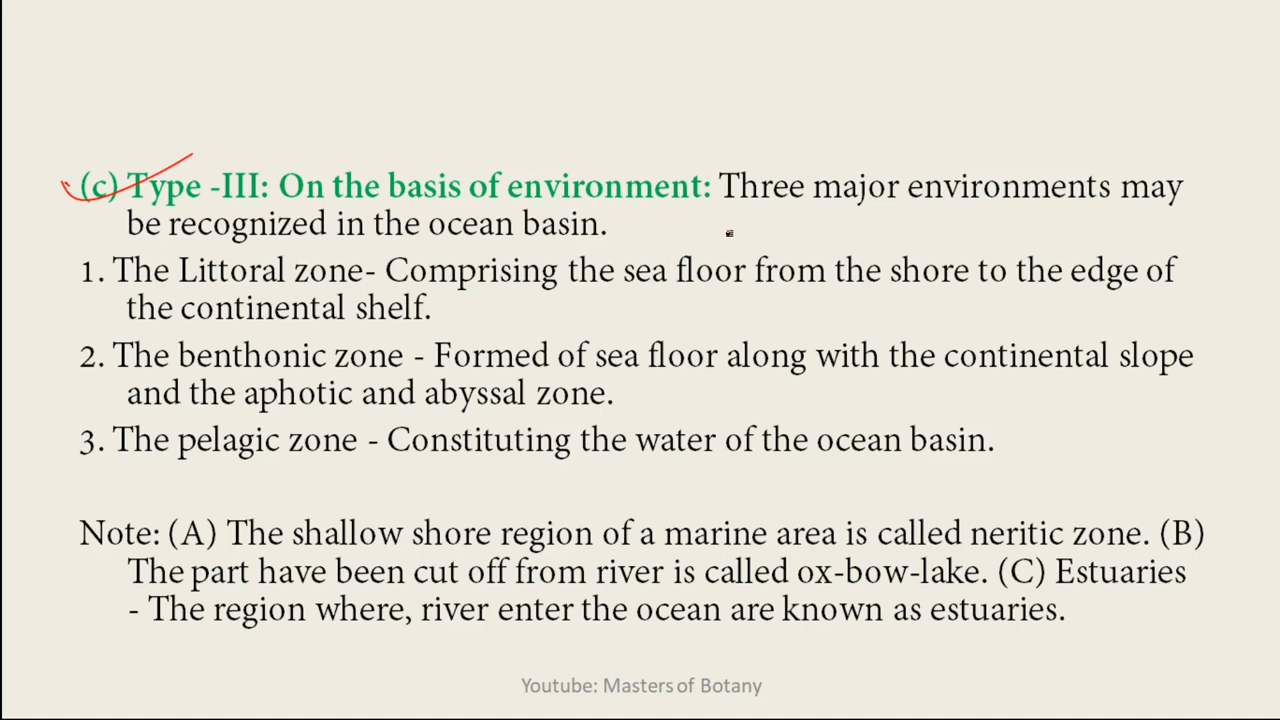 (c) Type -III: On the basis of environment: Three major environments may
be recognized in the ocean basin.
1. The Littoral zone- Comprising the sea floor from the shore to the edge of
the continental shelf.
2. The benthonic zone - Formed of sea floor along with the continental slope
and the aphotic and abyssal zone.
3. The pelagic zone - Constituting the water of the ocean basin.
Note: (A) The shallow shore region of a marine area is called neritic zone. (B)
The part have been cut off from river is called ox-bow-lake. (C) Estuaries
- The region where, river enter the ocean are known as estuaries.
Youtube: Masters of Botany